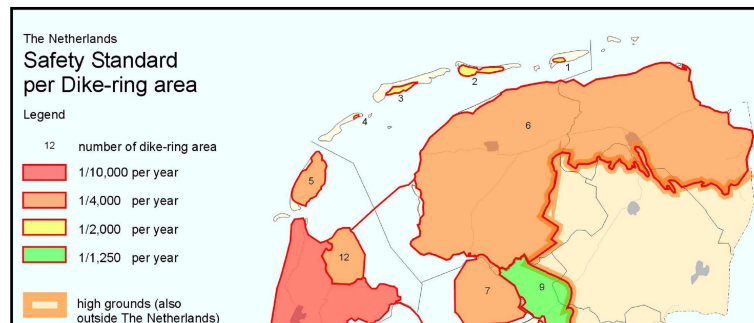 The Netherlands
Safety Standard
per Dike-ring area
Legend
12 number of dike-ring area
1/10,000 per year
1/4,000 per year
1/2,000 per year
1/1,250 per year
high grounds (also
outside The Netherlands)
1
2
3
4
5
6
12
7
9